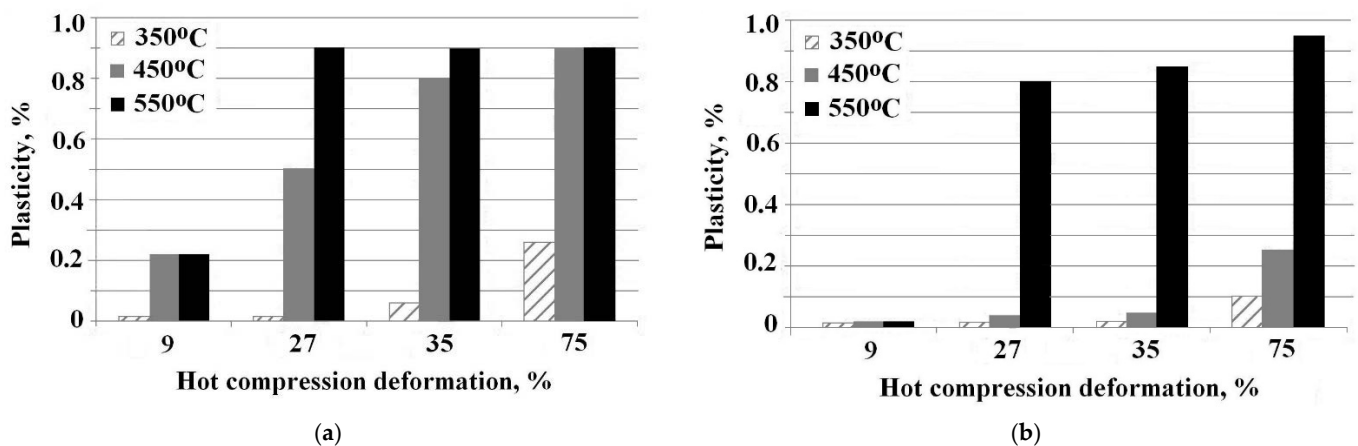 1.0
0.8
0.6
0.4
0.2
0
Plasticity, %
350ºC
450ºC
550ºC
9 27 35 75
Hot compression deformation, %
(a)
1.0
0.8
0.6
0.4
0.2
0
Plasticity, %
350ºC
450ºC
550ºC
9 27 35 75
Hot compression deformation, %
(b)